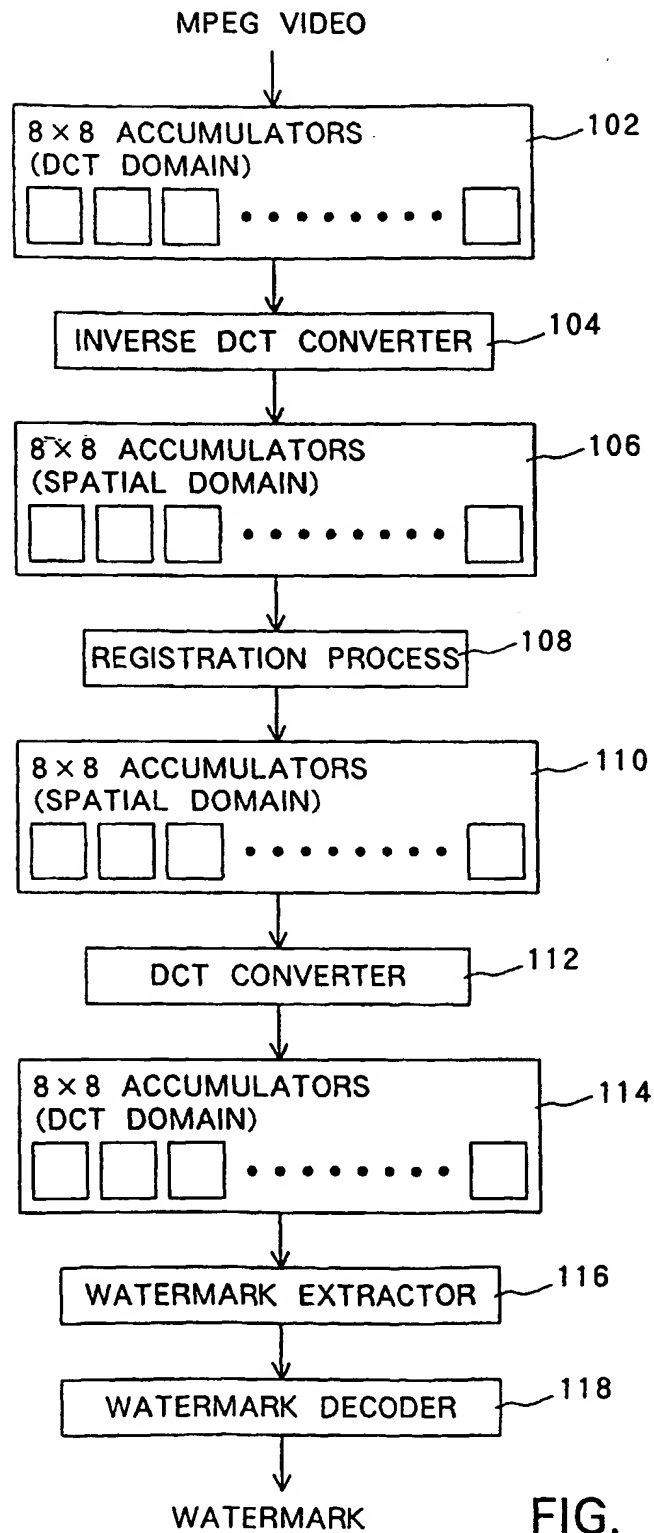 MPEG VIDEO
8 × 8 ACCUMULATORS
(DCT DOMAIN)
102
INVERSE DCT CONVERTER
104
8 × 8 ACCUMULATORS
(SPATIAL DOMAIN)
106
REGISTRATION PROCESS
108
8 × 8 ACCUMULATORS
(SPATIAL DOMAIN)
110
DCT CONVERTER
112
8 × 8 ACCUMULATORS
(DCT DOMAIN)
114
WATERMARK EXTRACTOR
116
WATERMARK DECODER
118
WATERMARK
FIG.